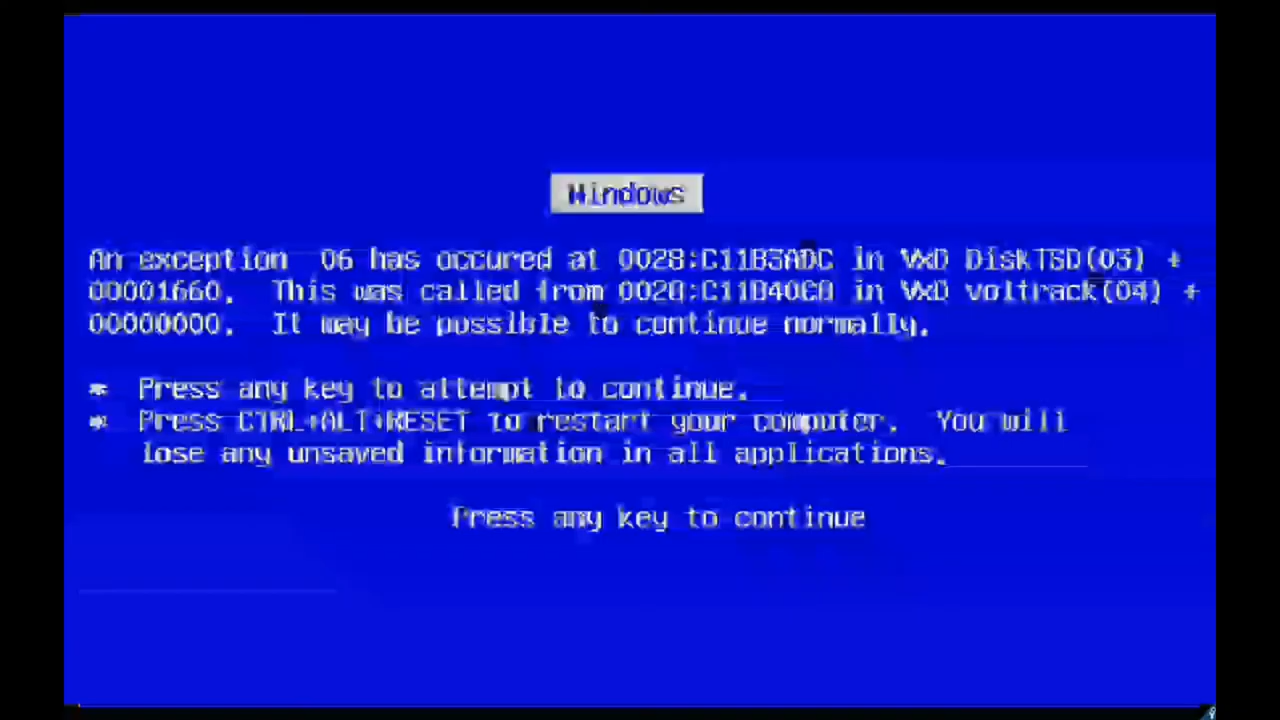 Windows
An exception  06 has occured at 0028:C11B3ADC in VxD DiskTSD(03) +
00001660.  This was called from 0028:C11B40C8 in VxD voltrack(04) +
00000000.  It may be possible to continue normally.
*  Press any key to attempt to continue.
*  Press CTRL+ALT+RESET to restart your computer.  You will
lose any unsaved information in all applications.
Press any key to continue